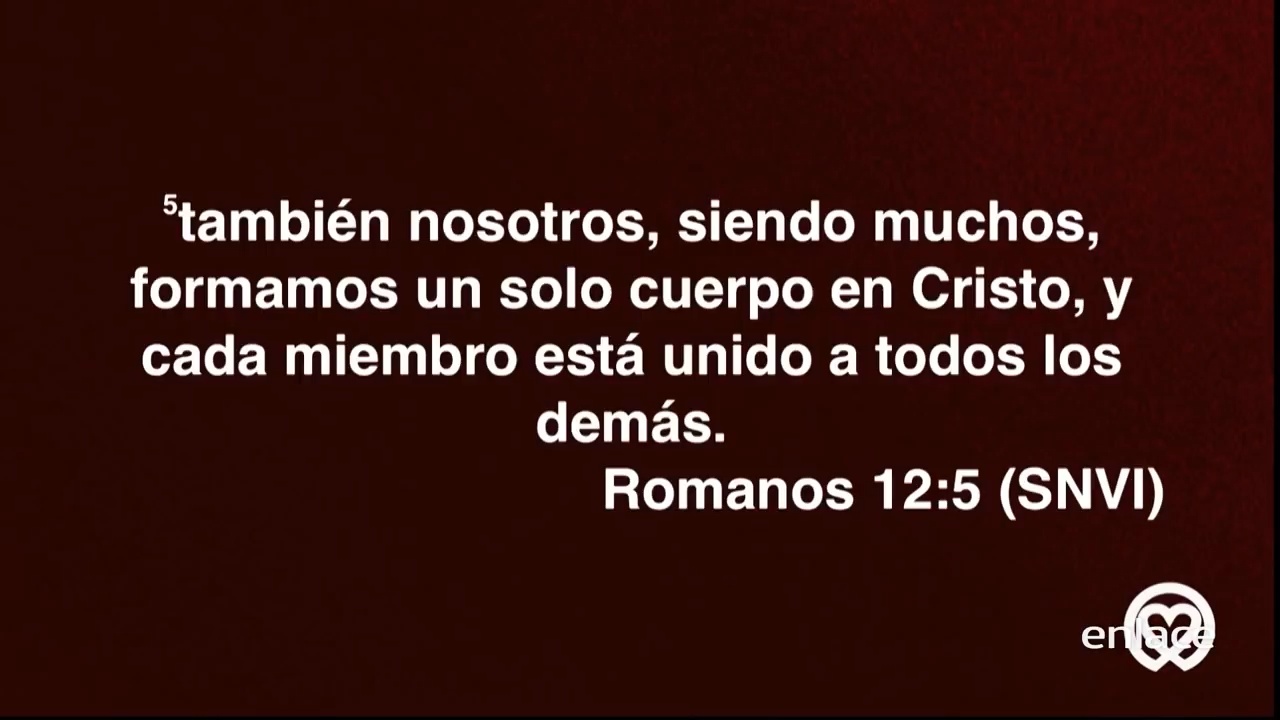 ⁵también nosotros, siendo muchos,
formamos un solo cuerpo en Cristo, y
cada miembro está unido a todos los
demás.
Romanos 12:5 (SNVI)
enlace